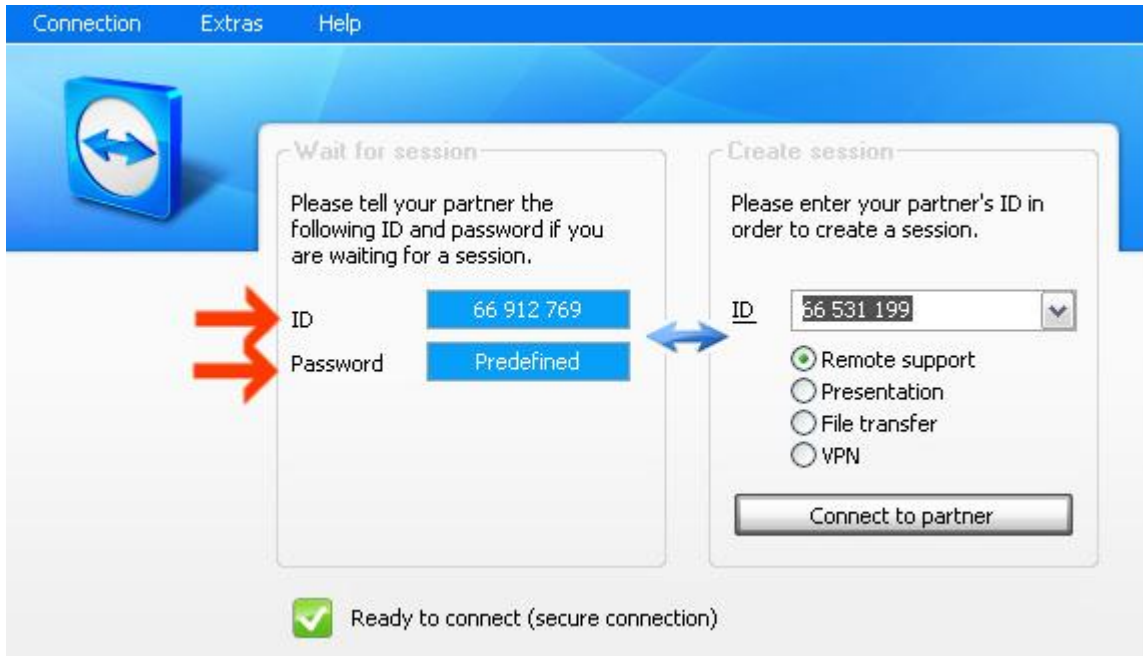 Connection Extras Help
Wait for session
Please tell your partner the
following ID and password if you
are waiting for a session.
ID 66 912 769
Password Predefined
Create session
Please enter your partner's ID in
order to create a session.
ID 66 531 199
Remote support
Presentation
File transfer
VPN
Connect to partner
Ready to connect (secure connection)